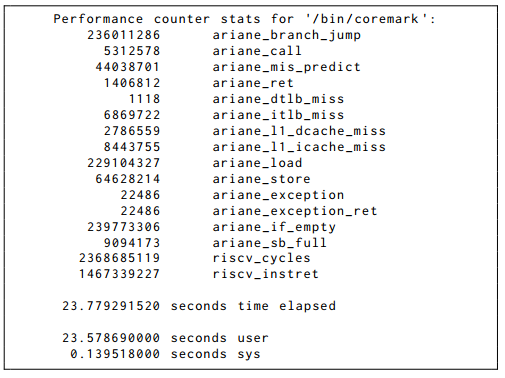 Performance counter stats for '/bin/coremark':
236011286 ariane_branch_jump
5312578 ariane_call
44038701 ariane_mis_predict
1406812 ariane_ret
1118 ariane_dtlb_miss
6869722 ariane_itlb_miss
2786559 ariane_l1_dcache_miss
8443755 ariane_l1_icache_miss
229104327 ariane_load
64628214 ariane_store
22486 ariane_exception
22486 ariane_exception_ret
239773306 ariane_if_empty
9094173 ariane_sb_full
2368685119 riscv_cycles
1467339227 riscv_instret
23.779291520 seconds time elapsed
23.578690000 seconds user
0.139518000 seconds sys